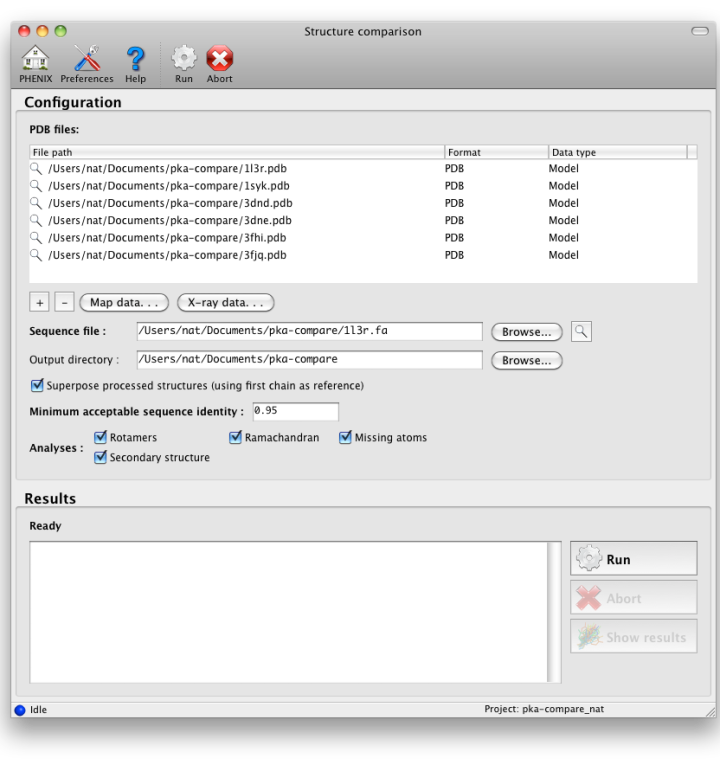 Structure comparison
PHENIX Preferences Help Run Abort
Configuration
PDB files:
File path Format Data type
/Users/nat/Documents/pka-compare/1l3r.pdb PDB Model
/Users/nat/Documents/pka-compare/1syk.pdb PDB Model
/Users/nat/Documents/pka-compare/3dnd.pdb PDB Model
/Users/nat/Documents/pka-compare/3dne.pdb PDB Model
/Users/nat/Documents/pka-compare/3fhi.pdb PDB Model
/Users/nat/Documents/pka-compare/3fjq.pdb PDB Model
+ - Map data. . . X-ray data. . .
Sequence file : /Users/nat/Documents/pka-compare/1l3r.fa Browse...
Output directory : /Users/nat/Documents/pka-compare Browse...
Superpose processed structures (using first chain as reference)
Minimum acceptable sequence identity : 0.95
Analyses : Rotamers Ramachandran Missing atoms
Secondary structure
Results
Ready
Run
Abort
Show results
Idle Project: pka-compare_nat